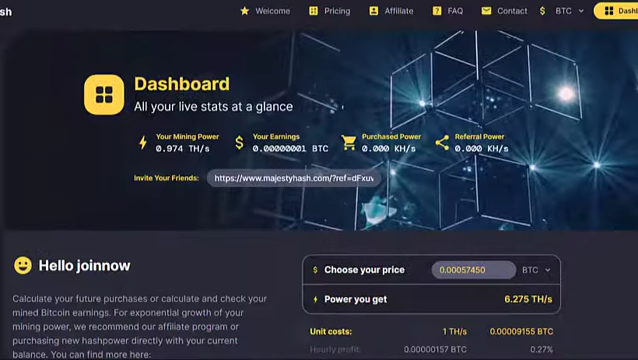 sh
Welcome
Pricing
Affiliate
FAQ
Contact
$ BTC
Dashb
Dashboard
All your live stats at a glance
Your Mining Power
0.974 TH/s
Your Earnings
0.00000001 BTC
Purchased Power
0.000 KH/s
Referral Power
0.000 KH/s
Invite Your Friends:
https://www.majestyhash.com/?ref=dFxuv
Hello joinnow
Calculate your future purchases or calculate and check your
mined Bitcoin earnings. For exponential growth of your
mining power, we recommend our affiliate program or
purchasing new hashpower directly with your current
balance. You can find more here:
$ Choose your price 0.00057450 BTC
Power you get 6.275 TH/s
Unit costs: 1 TH/s 0.00009155 BTC
Hourly profit: 0.00000157 BTC 0.27%